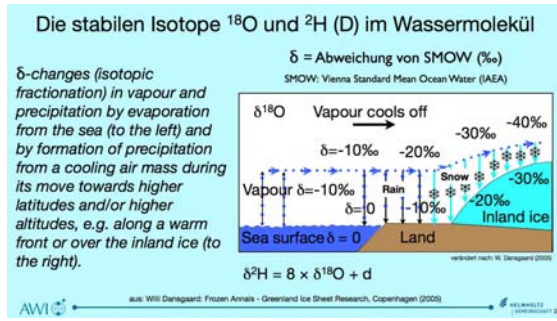 Die stabilen Isotope ¹⁸O und ²H (D) im Wassermolekül
δ = Abweichung von SMOW (‰)
SMOW: Vienna Standard Mean Ocean Water (IAEA)
δ-changes (isotopic
fractionation) in vapour and
precipitation by evaporation
from the sea (to the left) and
by formation of precipitation
from a cooling air mass during
its move towards higher
latitudes and/or higher
altitudes, e.g. along a warm
front or over the inland ice (to
the right).
δ¹⁸O
Vapour cools off
-40‰
-30‰
δ=-10‰
-20‰
Vapour δ=-10‰
Rain
Snow
-30‰
δ=0
-10‰
-20‰
Inland ice
Sea surface δ = 0
Land
verändert nach: W. Dansgaard (2005)
δ²H = 8 × δ¹⁸O + d
aus: Willi Dansgaard: Frozen Annals - Greenland Ice Sheet Research, Copenhagen (2005)
AWI
HELMHOLTZ
GEMEINSCHAFT